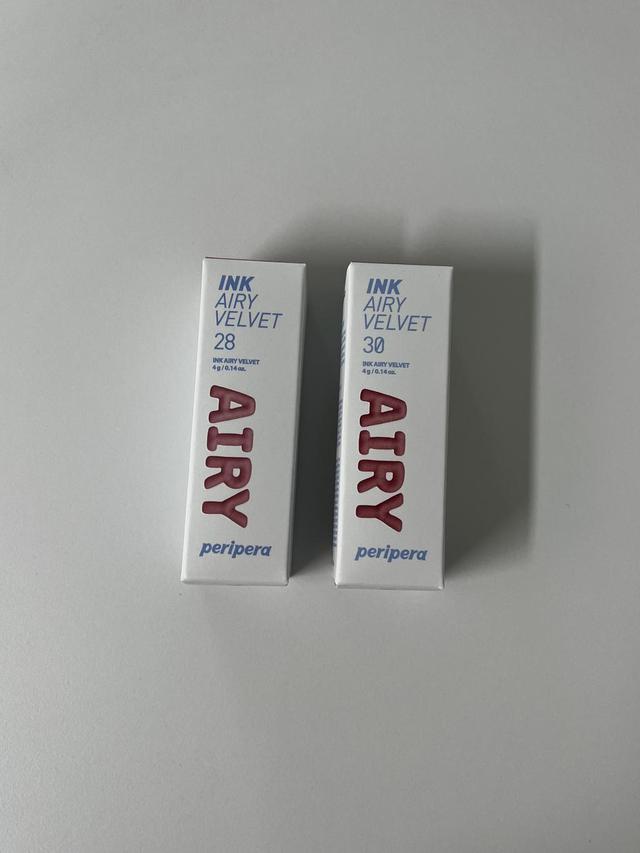 INK
AIRY
VELVET
28
INK AIRY VELVET
4 g / 0.14 oz.
AIRY
peripera
INK
AIRY
VELVET
30
INK AIRY VELVET
4 g / 0.14 oz.
AIRY
peripera